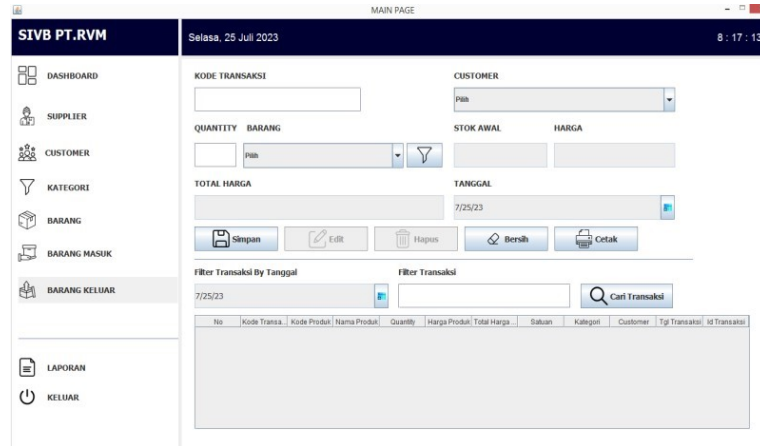 MAIN PAGE
SIVB PT.RVM
Selasa, 25 Juli 2023
8 : 17 : 13
DASHBOARD
SUPPLIER
CUSTOMER
KATEGORI
BARANG
BARANG MASUK
BARANG KELUAR
LAPORAN
KELUAR
KODE TRANSAKSI
CUSTOMER
Pilih
QUANTITY BARANG
STOK AWAL
HARGA
Pilih
TOTAL HARGA
TANGGAL
7/25/23
Simpan
Edit
Hapus
Bersih
Cetak
Filter Transaksi By Tanggal
Filter Transaksi
7/25/23
Cari Transaksi
No Kode Transa... Kode Produk Nama Produk Quantity Harga Produk Total Harga ... Satuan Kategori Customer Tgl Transaksi Id Transaksi